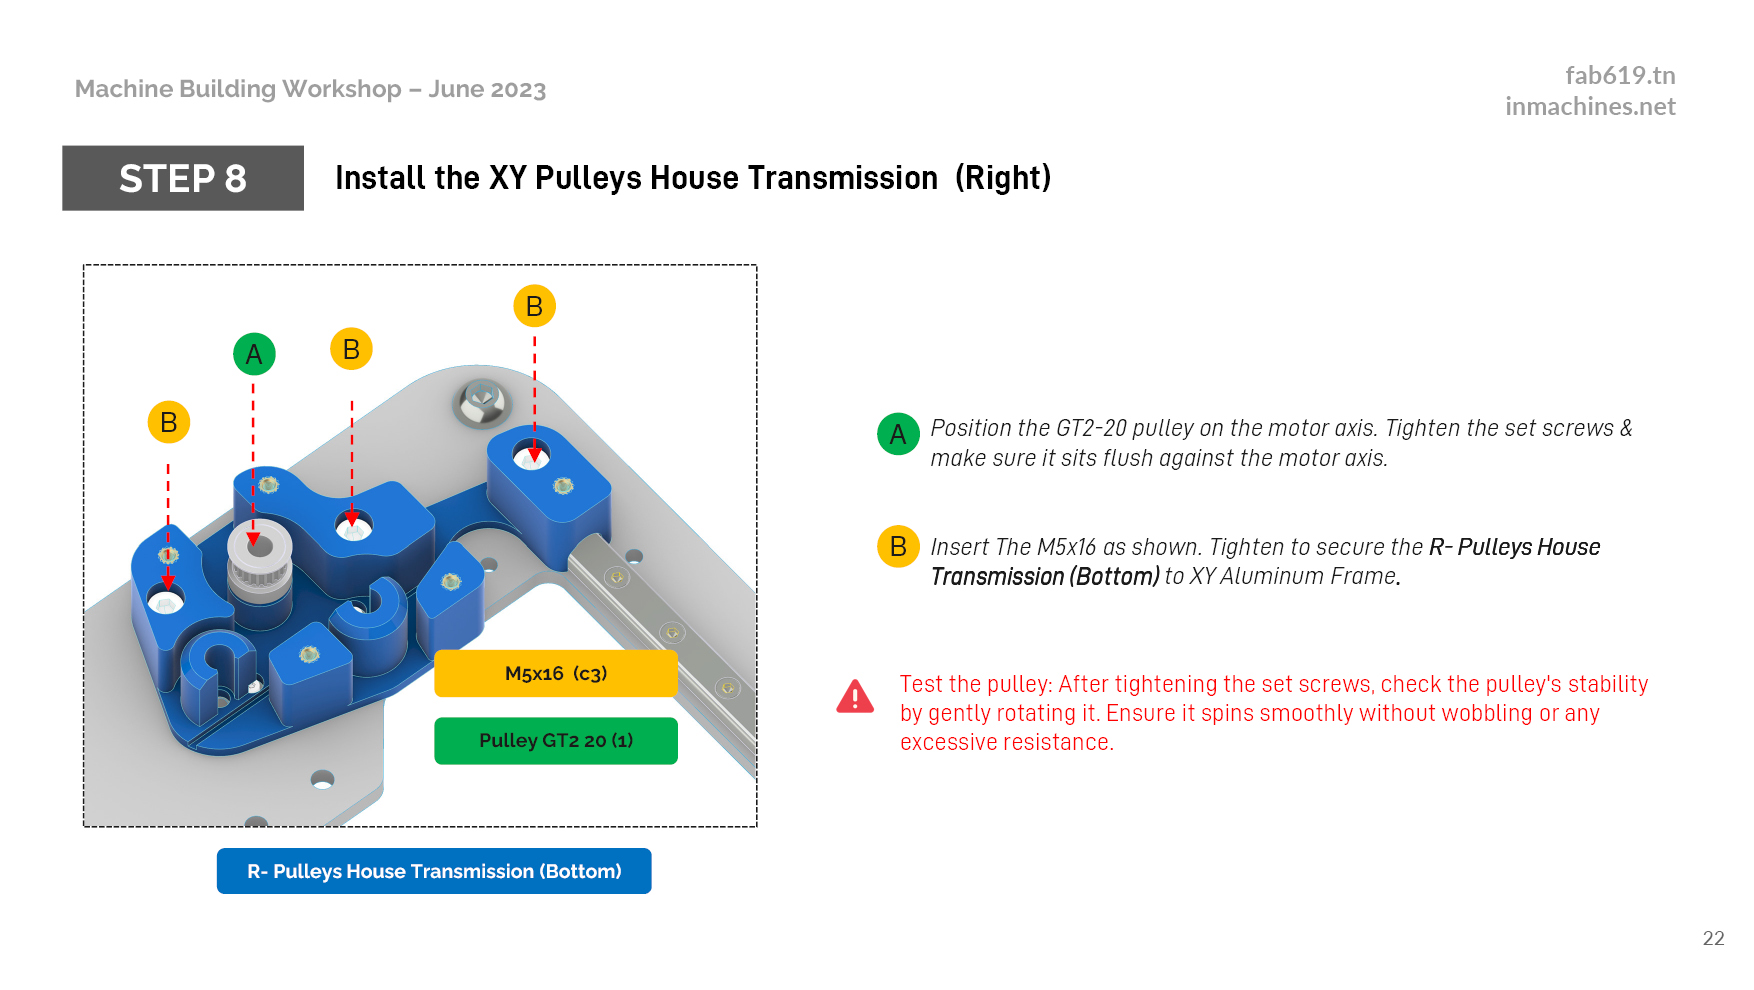 Machine Building Workshop – June 2023
fab619.tn
inmachines.net
STEP 8
Install the XY Pulleys House Transmission (Right)
B
B
A
B
A
Position the GT2-20 pulley on the motor axis. Tighten the set screws &
make sure it sits flush against the motor axis.
B
Insert The M5x16 as shown. Tighten to secure the R- Pulleys House
Transmission (Bottom) to XY Aluminum Frame.
M5x16 (c3)
Pulley GT2 20 (1)
Test the pulley: After tightening the set screws, check the pulley's stability
by gently rotating it. Ensure it spins smoothly without wobbling or any
excessive resistance.
R- Pulleys House Transmission (Bottom)
22